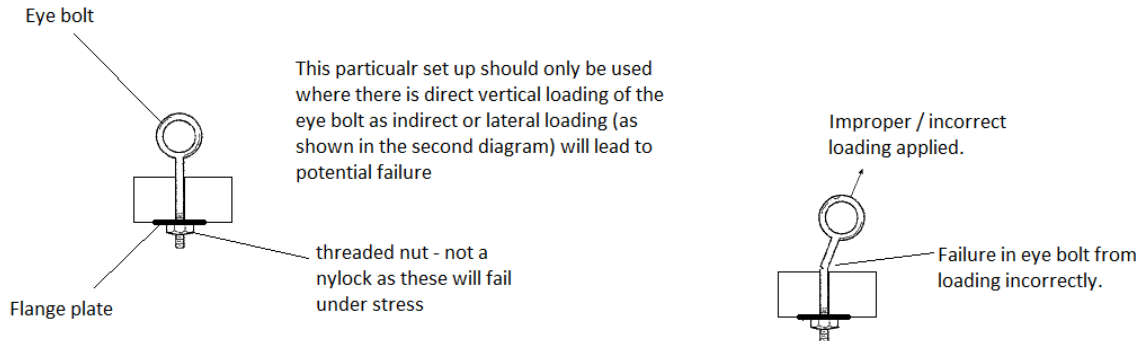 Eye bolt
This particualr set up should only be used
where there is direct vertical loading of the
eye bolt as indirect or lateral loading (as
shown in the second diagram) will lead to
potential failure
threaded nut - not a
nylock as these will fail
under stress
Flange plate
Improper / incorrect
loading applied.
Failure in eye bolt from
loading incorrectly.